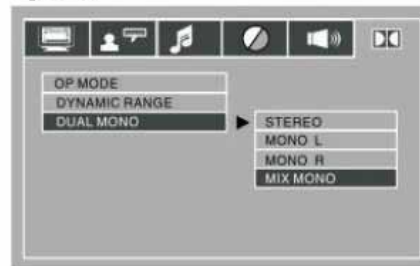 OP MODE
DYNAMIC RANGE
DUAL MONO
STEREO
MONO L
MONO R
MIX MONO